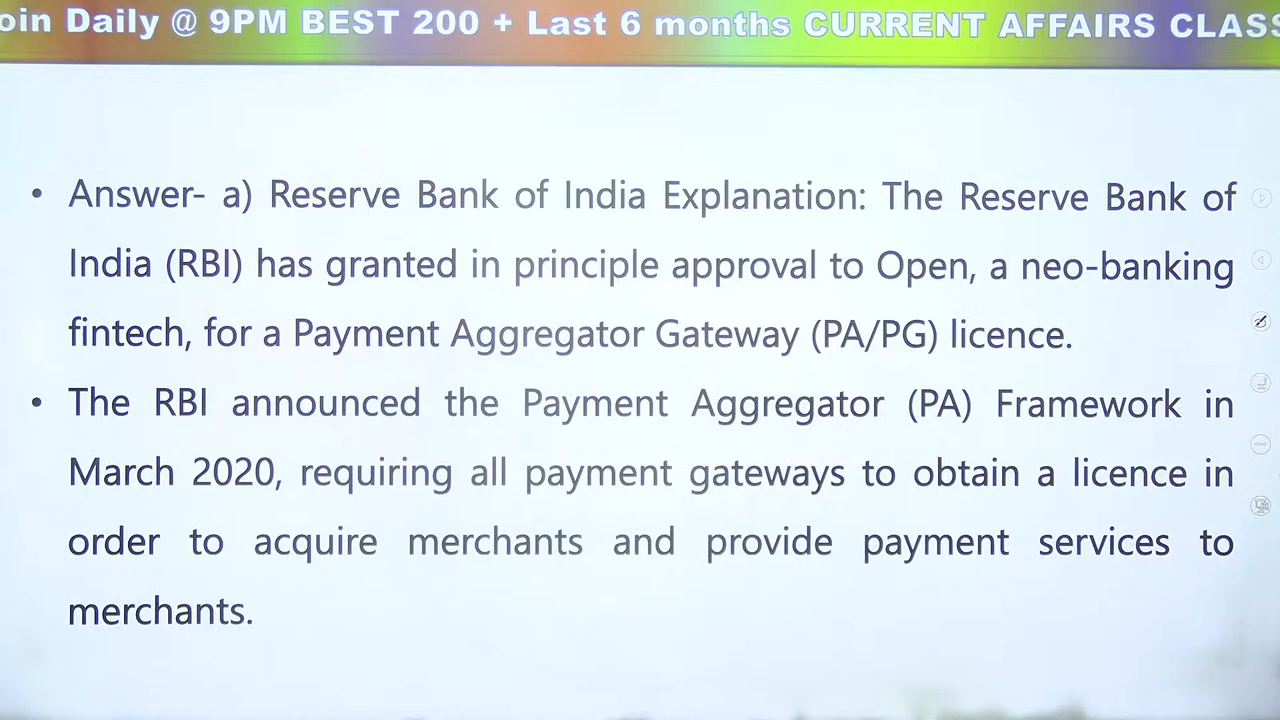 oin Daily @ 9PM BEST 200 + Last 6 months CURRENT AFFAIRS CLASS
• Answer- a) Reserve Bank of India Explanation: The Reserve Bank of
India (RBI) has granted in principle approval to Open, a neo-banking
fintech, for a Payment Aggregator Gateway (PA/PG) licence.
• The RBI announced the Payment Aggregator (PA) Framework in
March 2020, requiring all payment gateways to obtain a licence in
order to acquire merchants and provide payment services to
merchants.